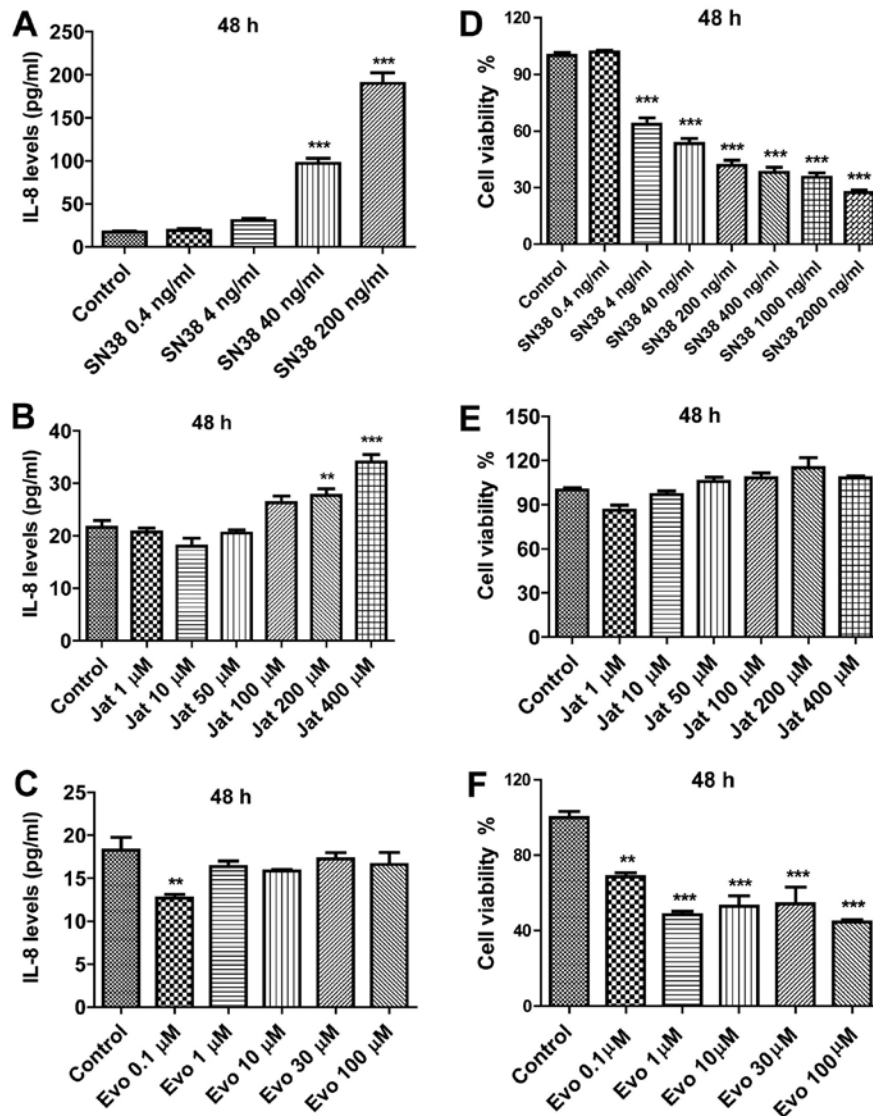 A
48 h
IL-8 levels (pg/ml)
250
200
150
100
50
0
***
***
Control
SN38 0.4 ng/ml
SN38 4 ng/ml
SN38 40 ng/ml
SN38 200 ng/ml
D
48 h
Cell viability %
120
90
60
30
0
***
***
***
***
***
***
Control
SN38 0.4 ng/ml
SN38 4 ng/ml
SN38 40 ng/ml
SN38 200 ng/ml
SN38 400 ng/ml
SN38 1000 ng/ml
SN38 2000 ng/ml
B
48 h
IL-8 levels (pg/ml)
40
30
20
10
0
**
***
Control
Jat 1 μM
Jat 10 μM
Jat 50 μM
Jat 100 μM
Jat 200 μM
Jat 400 μM
E
48 h
Cell viability %
150
120
90
60
30
0
Control
Jat 1 μM
Jat 10 μM
Jat 50 μM
Jat 100 μM
Jat 200 μM
Jat 400 μM
C
48 h
IL-8 levels (pg/ml)
25
20
15
10
5
0
**
Control
Evo 0.1 μM
Evo 1 μM
Evo 10 μM
Evo 30 μM
Evo 100 μM
F
48 h
Cell viability %
120
80
40
0
**
***
***
***
***
Control
Evo 0.1μM
Evo 1μM
Evo 10μM
Evo 30μM
Evo 100μM